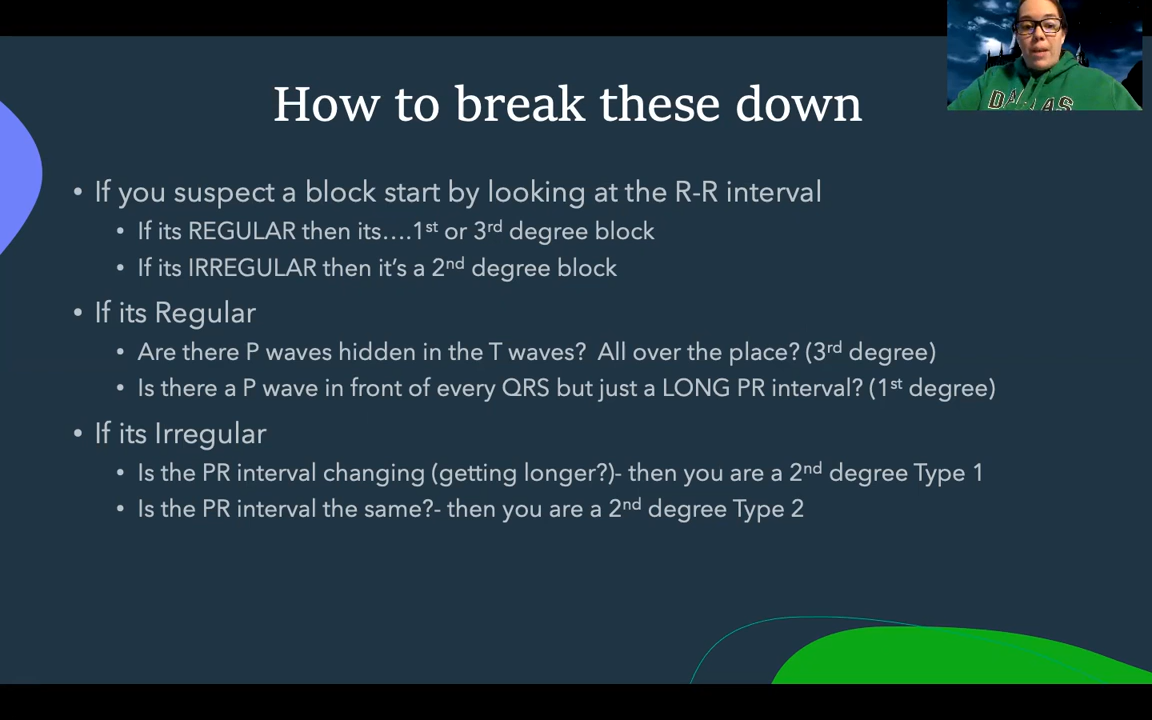 How to break these down
DALLAS
• If you suspect a block start by looking at the R-R interval
• If its REGULAR then its....1st or 3rd degree block
• If its IRREGULAR then it's a 2nd degree block
• If its Regular
• Are there P waves hidden in the T waves? All over the place? (3rd degree)
• Is there a P wave in front of every QRS but just a LONG PR interval? (1st degree)
• If its Irregular
• Is the PR interval changing (getting longer?)- then you are a 2nd degree Type 1
• Is the PR interval the same?- then you are a 2nd degree Type 2